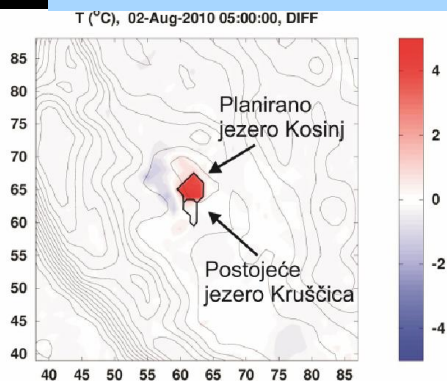 T (°C), 02-Aug-2010 05:00:00, DIFF
85
80
75
70
65
60
55
50
45
40
40 45 50 55 60 65 70 75 80 85
Planirano
jezero Kosinj
Postojeće
jezero Kruščica
4
2
0
-2
-4